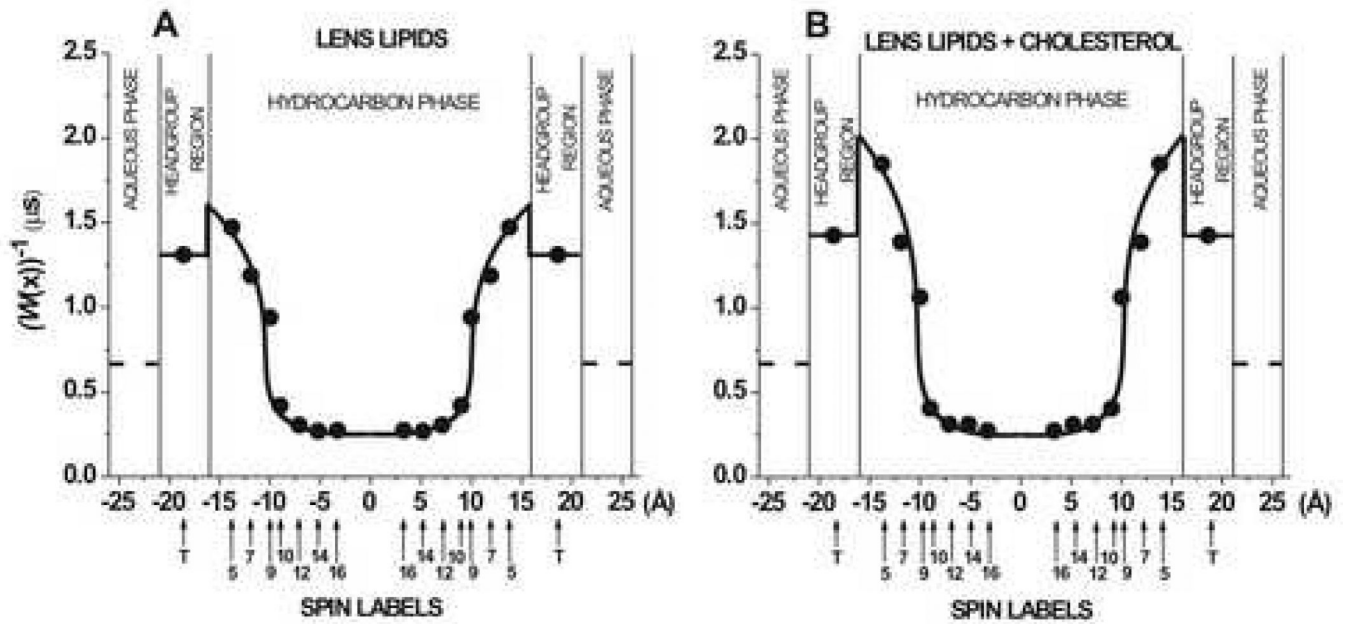 A
LENS LIPIDS
2.5
2.0
1.5
1.0
0.5
0.0
(W(x))⁻¹ (μs)
AQUEOUS PHASE
HEADGROUP
REGION
HYDROCARBON PHASE
HEADGROUP
REGION
AQUEOUS PHASE
-25 -20 -15 -10 -5 0 5 10 15 20 25 (Å)
T 7 10 14 14 10 7 T
5 9 12 16 16 12 9 5
SPIN LABELS
B
LENS LIPIDS + CHOLESTEROL
2.5
2.0
1.5
1.0
0.5
0.0
AQUEOUS PHASE
HEADGROUP
REGION
HYDROCARBON PHASE
HEADGROUP
REGION
AQUEOUS PHASE
-25 -20 -15 -10 -5 0 5 10 15 20 25 (Å)
T 7 10 14 14 10 7 T
5 9 12 16 16 12 9 5
SPIN LABELS